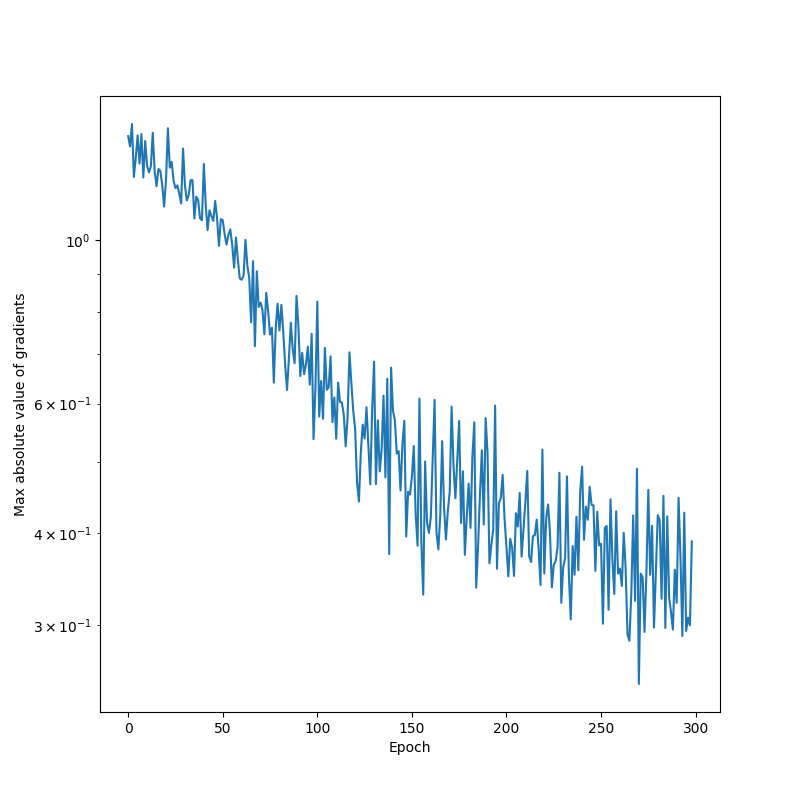 Max absolute value of gradients
10⁰
6 × 10⁻¹
4 × 10⁻¹
3 × 10⁻¹
0 50 100 150 200 250 300
Epoch